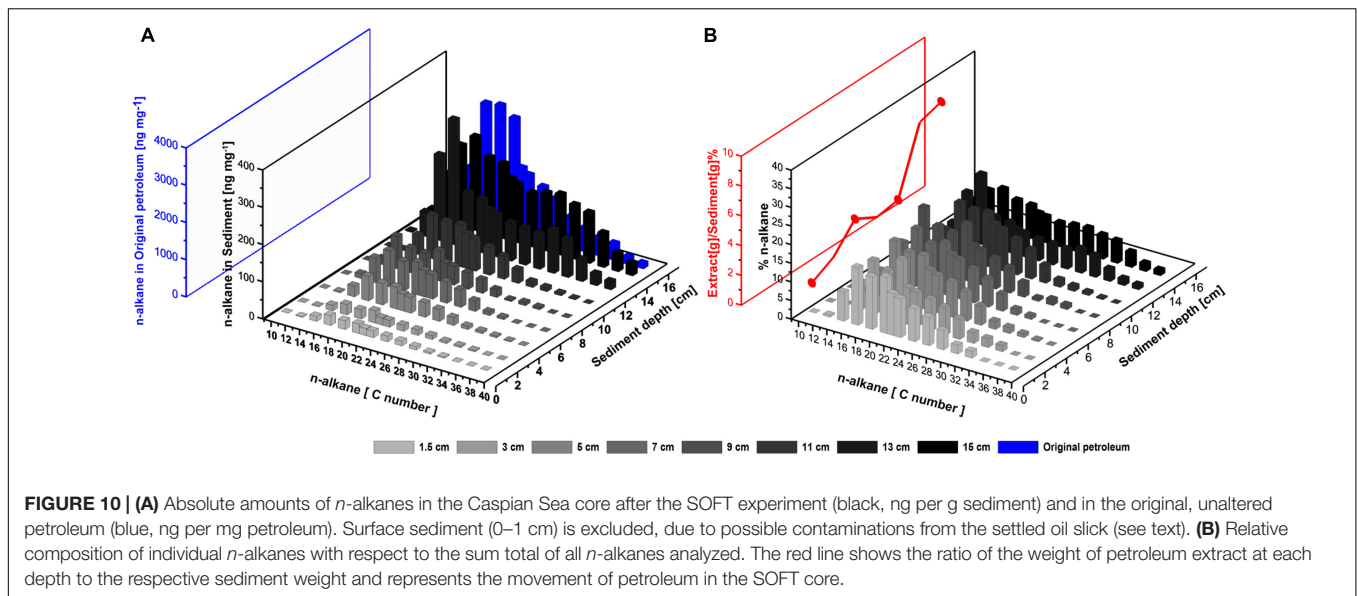 A
B
n-alkane in Original petroleum [ng mg⁻¹]
4000
3000
2000
1000
0
n-alkane in Sediment [ng mg⁻¹]
400
300
200
100
0
10 12 14 16 18 20 22 24 26 28 30 32 34 36 38 40
n-alkane [ C number ]
0 2 4 6 8 10 12 14 16
Sediment depth [cm]
Extract[g]/Sediment[g]%
10
8
6
4
2
0
% n-alkane
40
35
30
25
20
15
10
5
0
10 12 14 16 18 20 22 24 26 28 30 32 34 36 38 40
n-alkane [ C number ]
0 2 4 6 8 10 12 14 16
Sediment depth [cm]
1.5 cm 3 cm 5 cm 7 cm 9 cm 11 cm 13 cm 15 cm Original petroleum
FIGURE 10 | (A) Absolute amounts of n-alkanes in the Caspian Sea core after the SOFT experiment (black, ng per g sediment) and in the original, unaltered
petroleum (blue, ng per mg petroleum). Surface sediment (0–1 cm) is excluded, due to possible contaminations from the settled oil slick (see text). (B) Relative
composition of individual n-alkanes with respect to the sum total of all n-alkanes analyzed. The red line shows the ratio of the weight of petroleum extract at each
depth to the respective sediment weight and represents the movement of petroleum in the SOFT core.